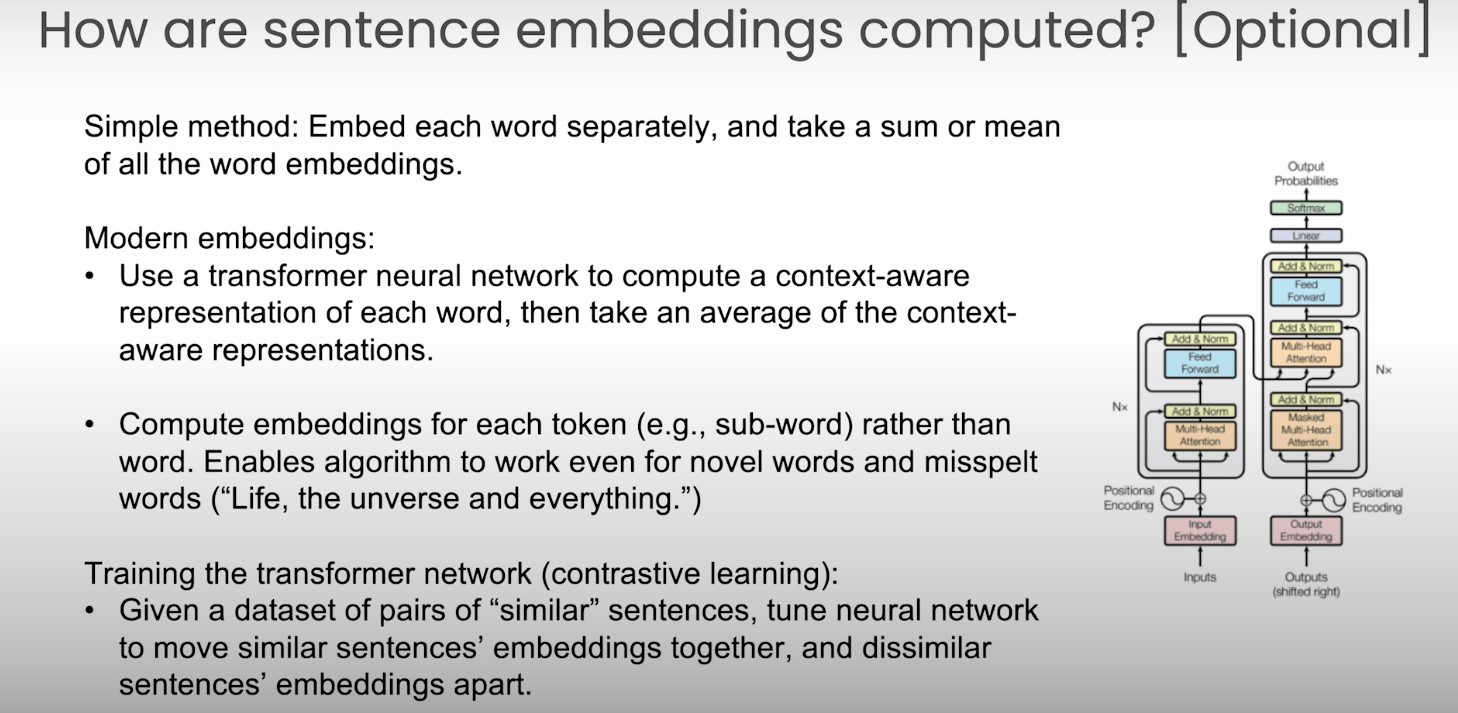 How are sentence embeddings computed? [Optional]
Simple method: Embed each word separately, and take a sum or mean
of all the word embeddings.
Modern embeddings:
• Use a transformer neural network to compute a context-aware
representation of each word, then take an average of the context-
aware representations.
• Compute embeddings for each token (e.g., sub-word) rather than
word. Enables algorithm to work even for novel words and misspelt
words (“Life, the unverse and everything.”)
Training the transformer network (contrastive learning):
• Given a dataset of pairs of “similar” sentences, tune neural network
to move similar sentences’ embeddings together, and dissimilar
sentences’ embeddings apart.
Output
Probabilities
Softmax
Linear
Add & Norm
Feed
Forward
Add & Norm
Multi-Head
Attention
Nx
Add & Norm
Masked
Multi-Head
Attention
Positional
Encoding
Output
Embedding
Outputs
(shifted right)
Add & Norm
Feed
Forward
Nx
Add & Norm
Multi-Head
Attention
Positional
Encoding
Input
Embedding
Inputs